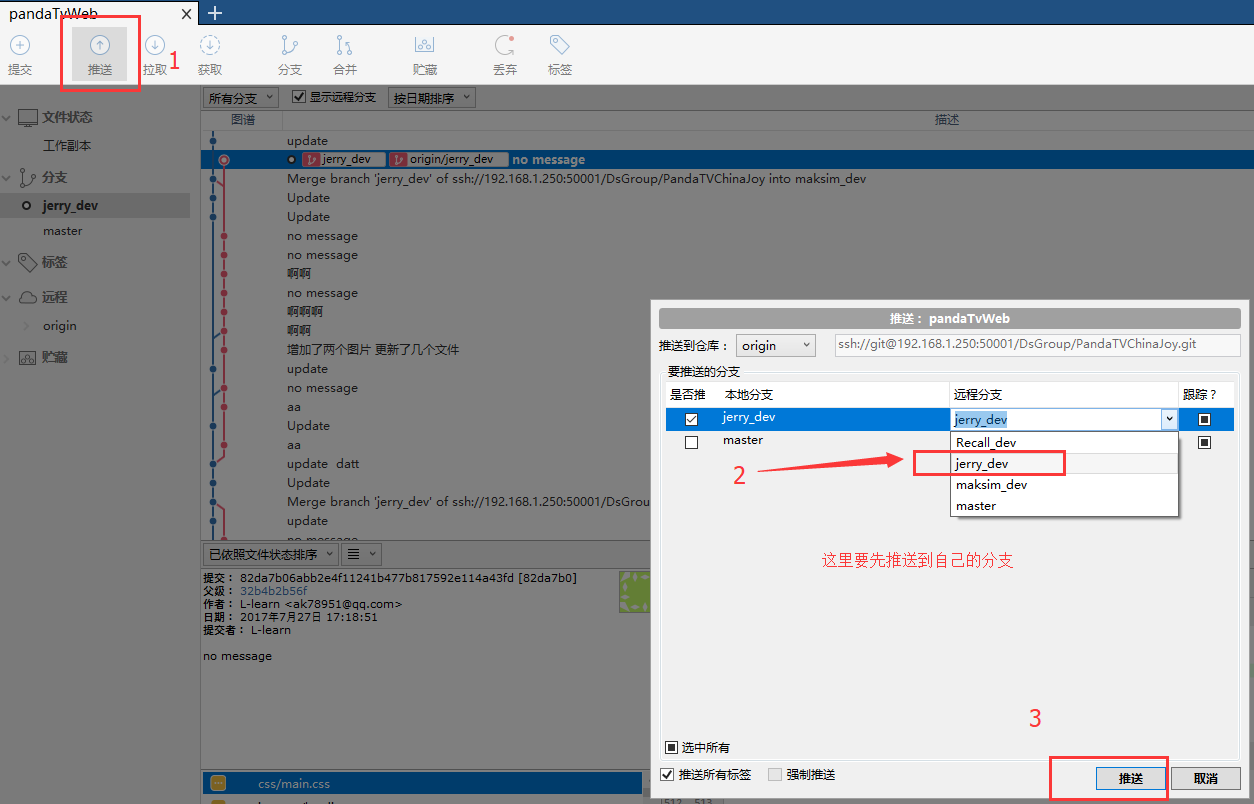 pandaTvWeb
提交 推送 拉取 获取 分支 合并 贮藏 丢弃 标签
1
所有分支 显示远程分支 按日期排序
图谱 描述
文件状态
工作副本
分支
jerry_dev
master
标签
远程
origin
贮藏
update
jerry_dev origin/jerry_dev no message
Merge branch 'jerry_dev' of ssh://192.168.1.250:50001/DsGroup/PandaTVChinaJoy into maksim_dev
Update
Update
no message
no message
啊啊
no message
啊啊啊
啊啊
增加了两个图片 更新了几个文件
update
no message
aa
Update
aa
update datt
Update
Merge branch 'jerry_dev' of ssh://192.168.1.250:50001/DsGroup/PandaTVChinaJoy
update
no message
已依照文件状态排序
提交： 82da7b06abb2e4f11241b477b817592e114a43fd [82da7b0]
父级： 32b4b2b56f
作者： L-learn <ak78951@qq.com>
日期： 2017年7月27日 17:18:51
提交者： L-learn
no message
css/main.css
推送： pandaTvWeb
推送到仓库： origin ssh://git@192.168.1.250:50001/DsGroup/PandaTVChinaJoy.git
要推送的分支
是否推 本地分支 远程分支 跟踪？
jerry_dev jerry_dev
master
Recall_dev
jerry_dev
maksim_dev
master
2
这里要先推送到自己的分支
3
选中所有
推送所有标签 强制推送
推送 取消
512 513